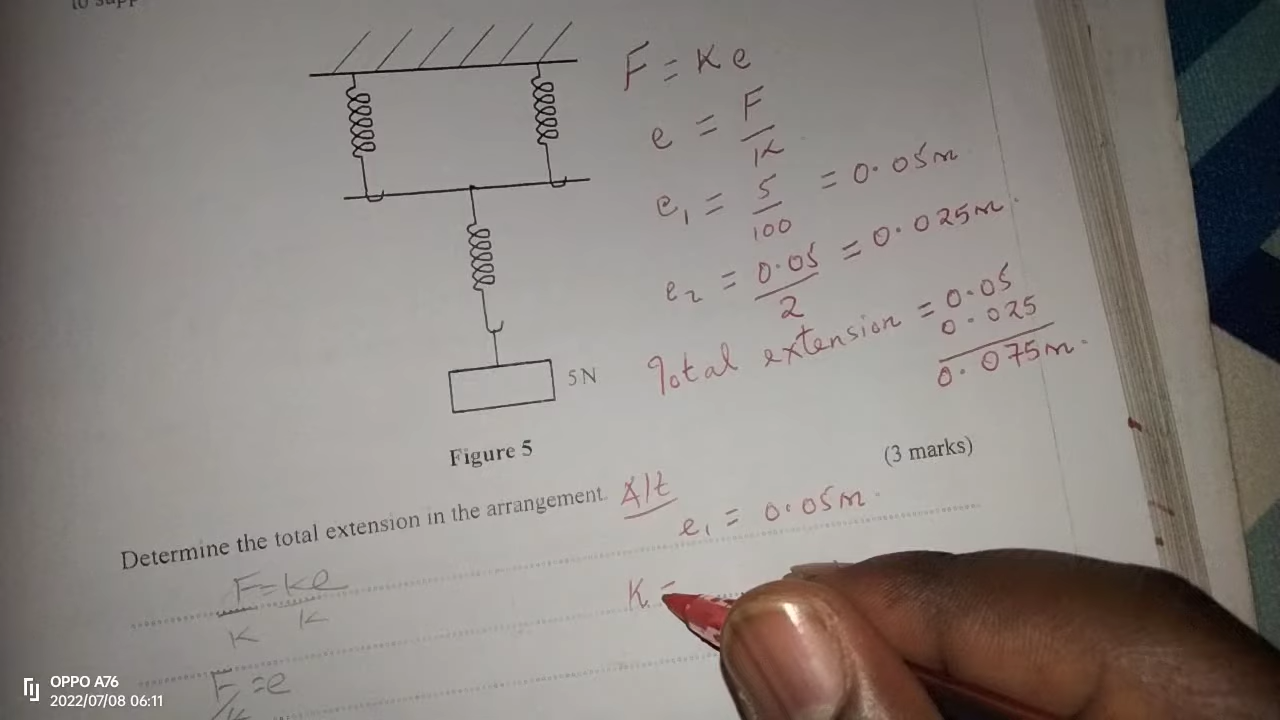 to supp
F = Ke
e = F/K
e₁ = 5/100 = 0.05m
e₂ = 0.05/2 = 0.025m.
Total extension = 0.05
0.025
0.075m.
5N
Figure 5
(3 marks)
Determine the total extension in the arrangement. A/t
e₁ = 0.05m.
F=ke
K K
K =
F =e
K
OPPO A76
2022/07/08 06:11